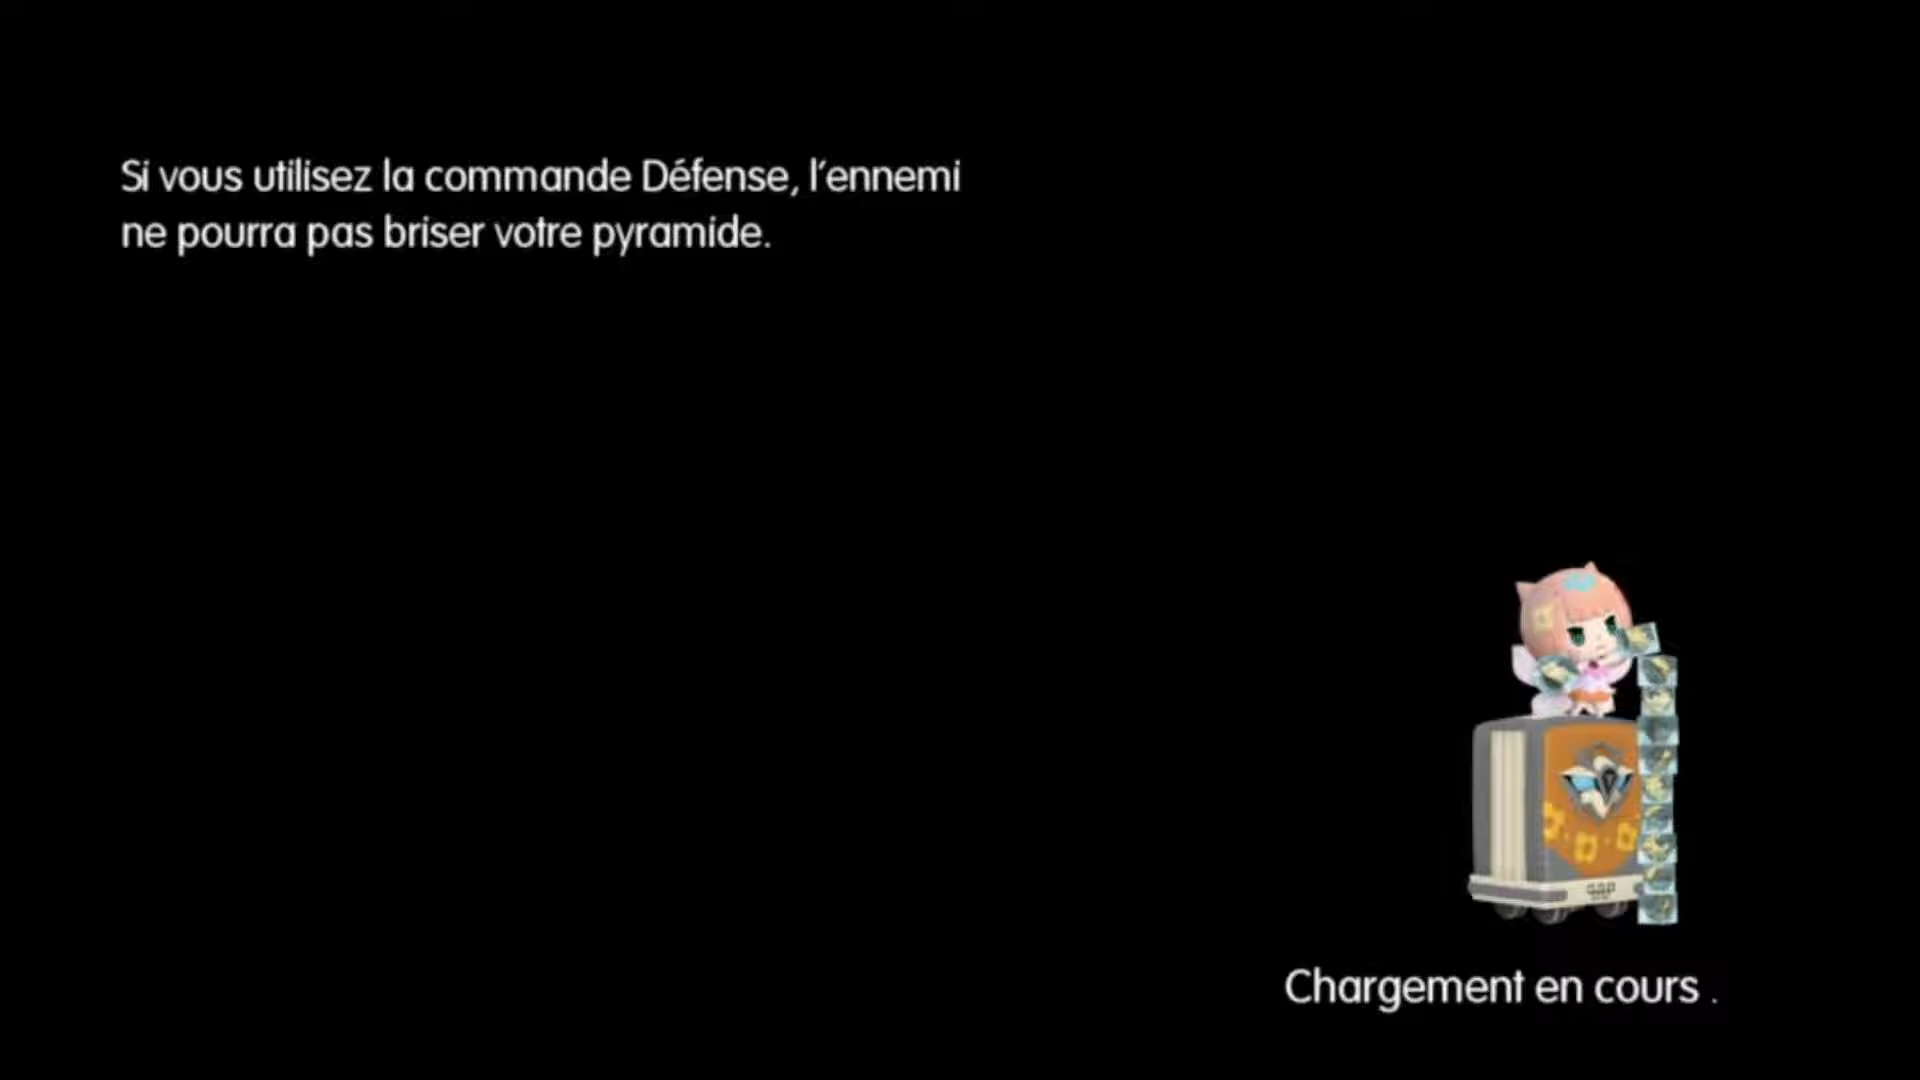 Si vous utilisez la commande Défense, l'ennemi
ne pourra pas briser votre pyramide.
Chargement en cours .